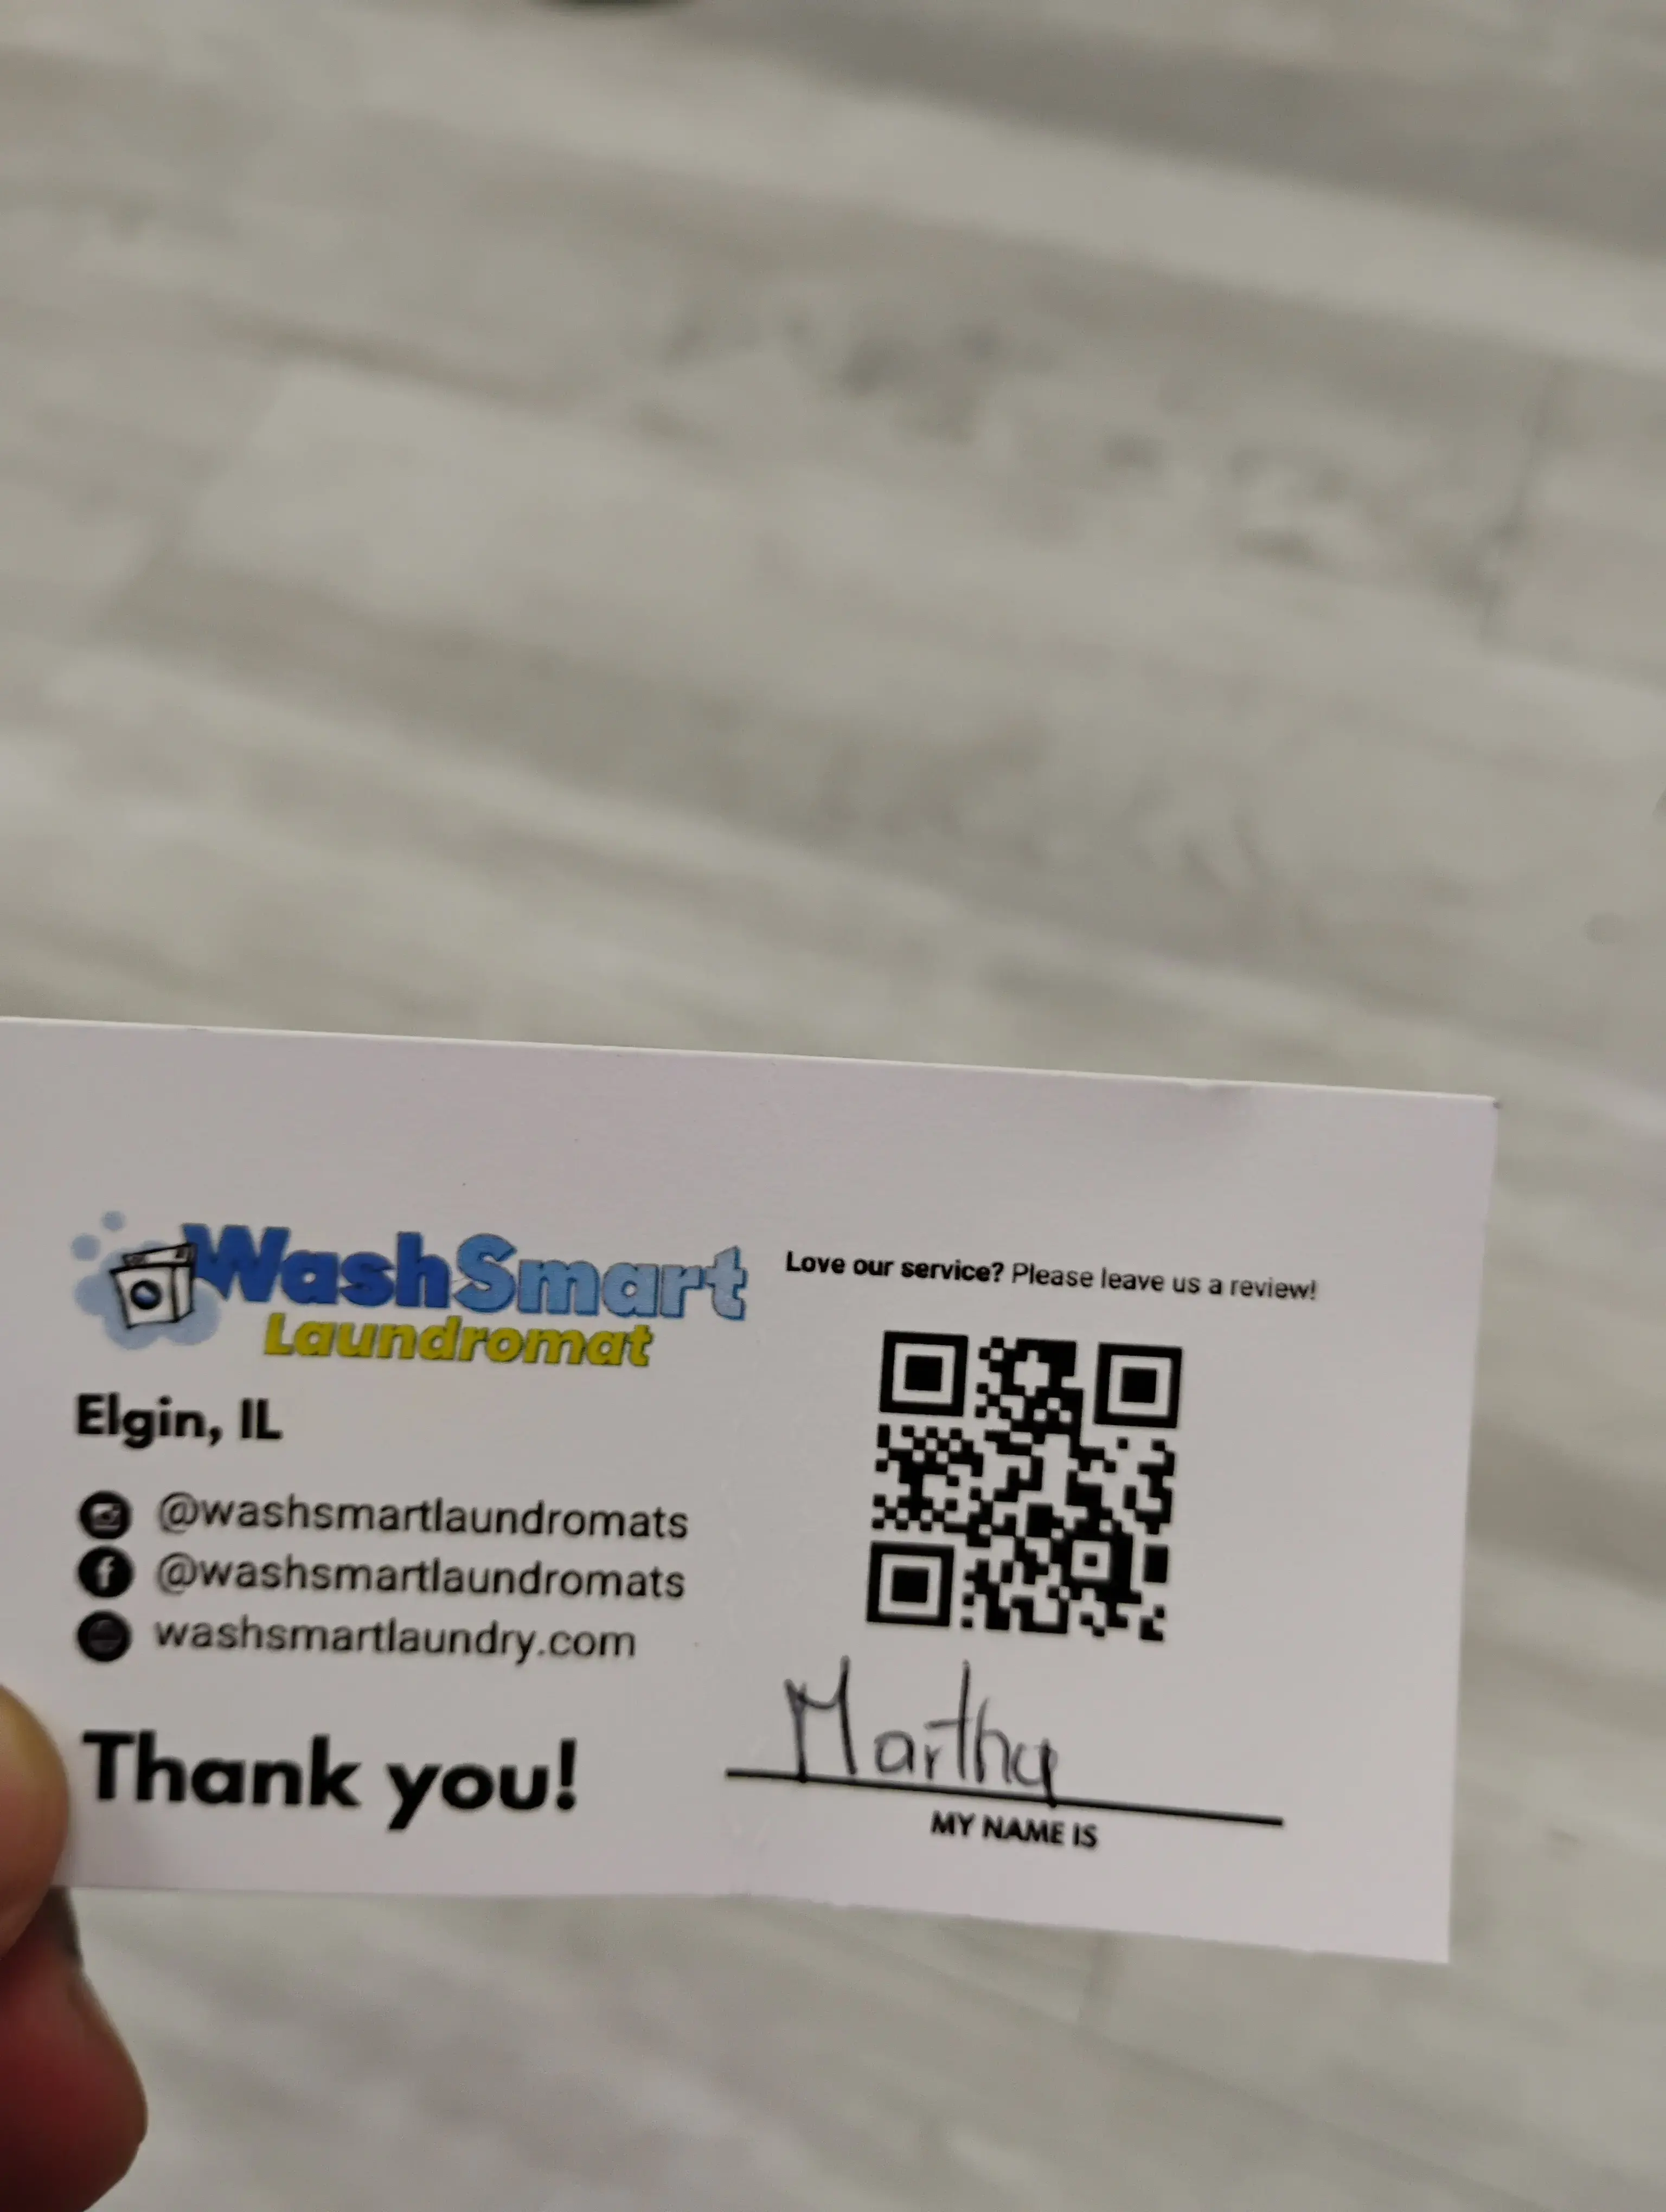 WashSmart
Laundromat
Elgin, IL
@washsmartlaundromats
@washsmartlaundromats
washsmartlaundry.com
Thank you!
Love our service? Please leave us a review!
Martha
MY NAME IS